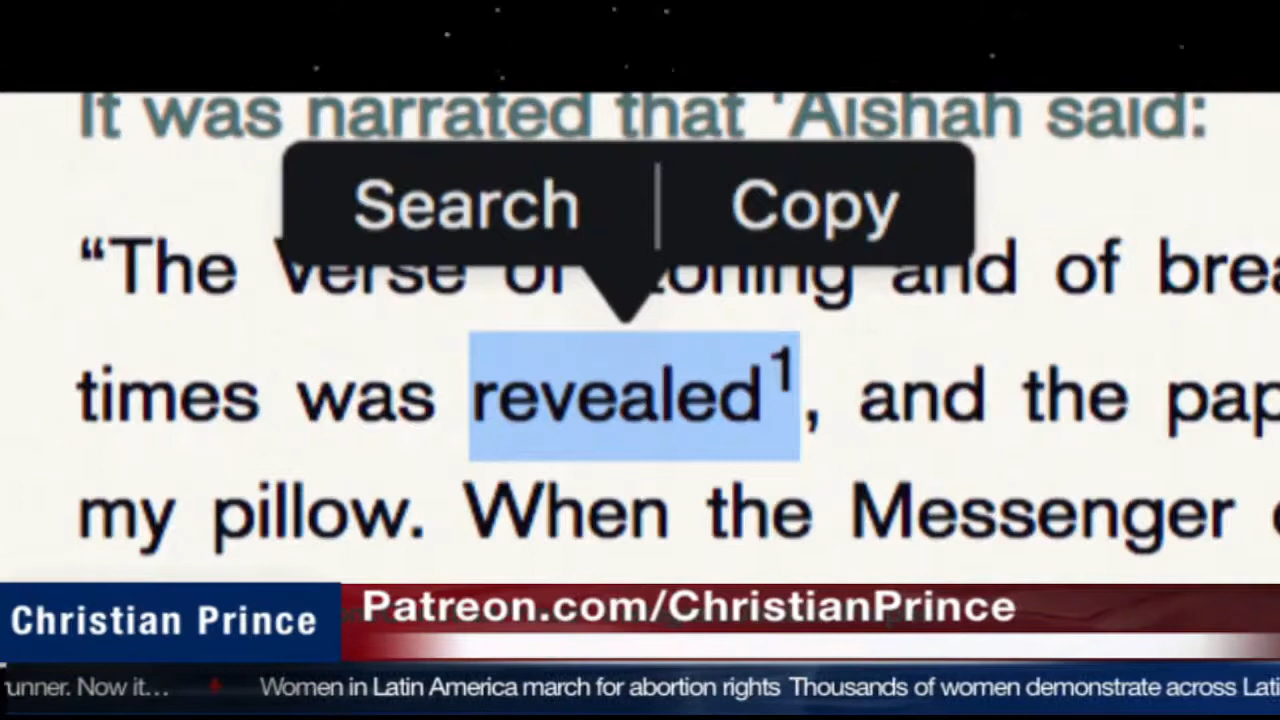 It was narrated that 'Aishah said:
Search | Copy
"The Verse of stoning and of brea
times was revealed¹, and the pap
my pillow. When the Messenger
Christian Prince
Patreon.com/ChristianPrince
unner. Now it... Women in Latin America march for abortion rights Thousands of women demonstrate across Lati